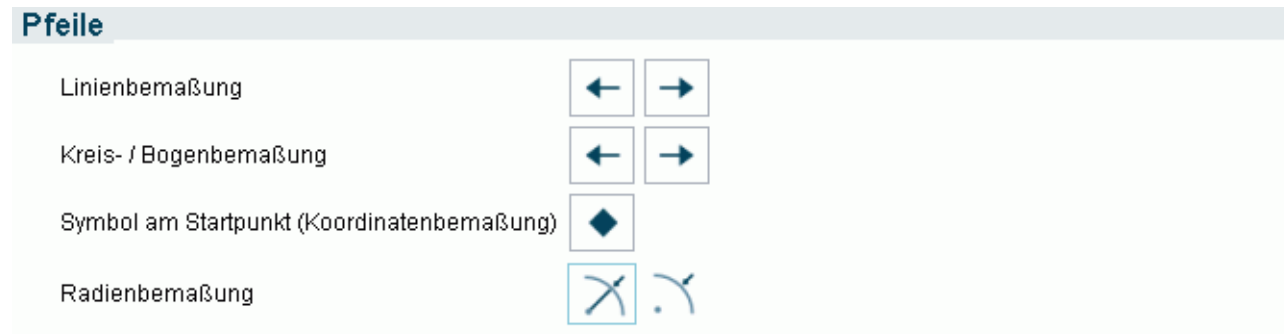 Pfeile
Linienbemaßung
Kreis- / Bogenbemaßung
Symbol am Startpunkt (Koordinatenbemaßung)
Radienbemaßung